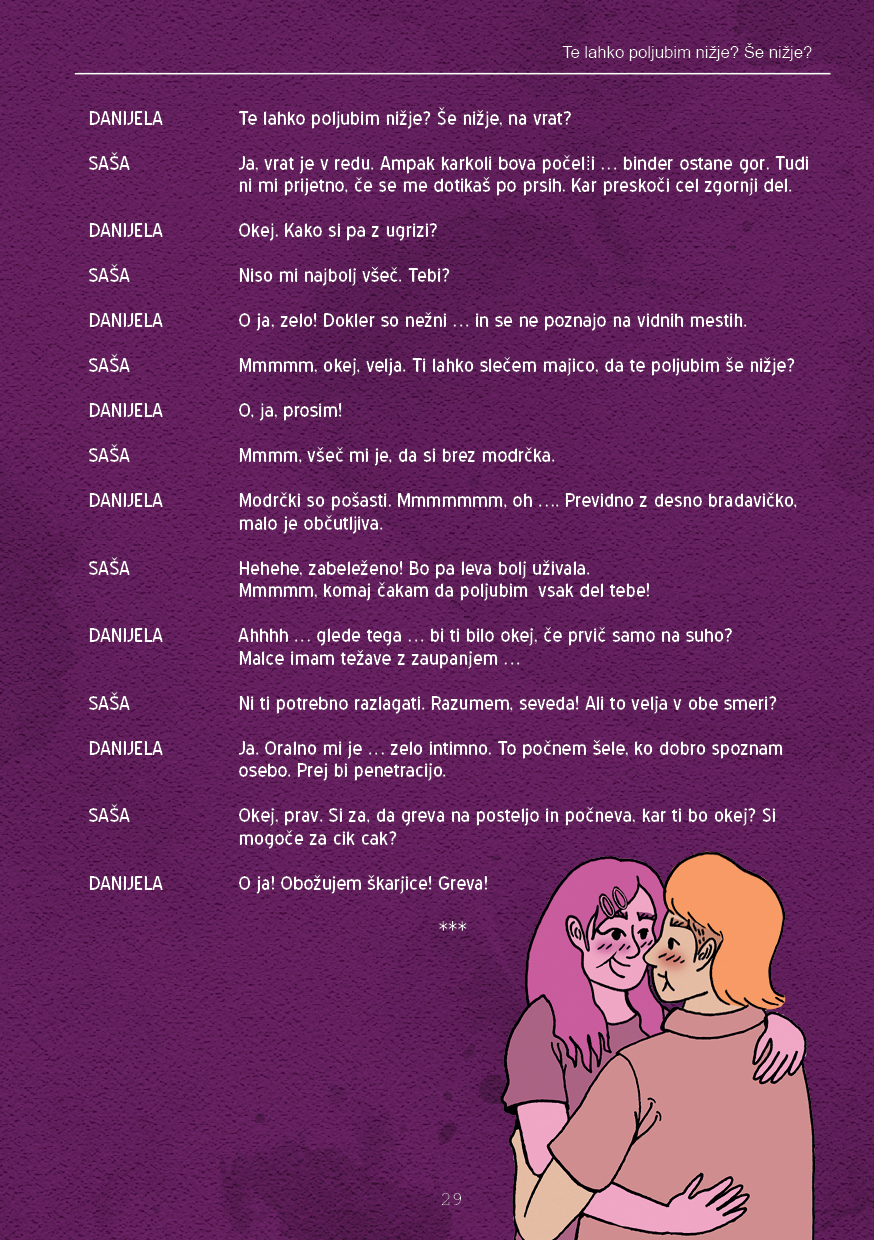 Te lahko poljubim nižje? Še nižje?
DANIJELA Te lahko poljubim nižje? Še nižje, na vrat?
SAŠA Ja, vrat je v redu. Ampak karkoli bova počel⁞i … binder ostane gor. Tudi
ni mi prijetno, če se me dotikaš po prsih. Kar preskoči cel zgornji del.
DANIJELA Okej. Kako si pa z ugrizi?
SAŠA Niso mi najbolj všeč. Tebi?
DANIJELA O ja, zelo! Dokler so nežni … in se ne poznajo na vidnih mestih.
SAŠA Mmmmm, okej, velja. Ti lahko slečem majico, da te poljubim še nižje?
DANIJELA O, ja, prosim!
SAŠA Mmmm, všeč mi je, da si brez modrčka.
DANIJELA Modrčki so pošasti. Mmmmmmm, oh …. Previdno z desno bradavičko,
malo je občutljiva.
SAŠA Hehehe, zabeleženo! Bo pa leva bolj uživala.
Mmmmm, komaj čakam da poljubim  vsak del tebe!
DANIJELA Ahhhh … glede tega … bi ti bilo okej, če prvič samo na suho?
Malce imam težave z zaupanjem …
SAŠA Ni ti potrebno razlagati. Razumem, seveda! Ali to velja v obe smeri?
DANIJELA Ja. Oralno mi je … zelo intimno. To počnem šele, ko dobro spoznam
osebo. Prej bi penetracijo.
SAŠA Okej, prav. Si za, da greva na posteljo in počneva, kar ti bo okej? Si
mogoče za cik cak?
DANIJELA O ja! Obožujem škarjice! Greva!
***
29